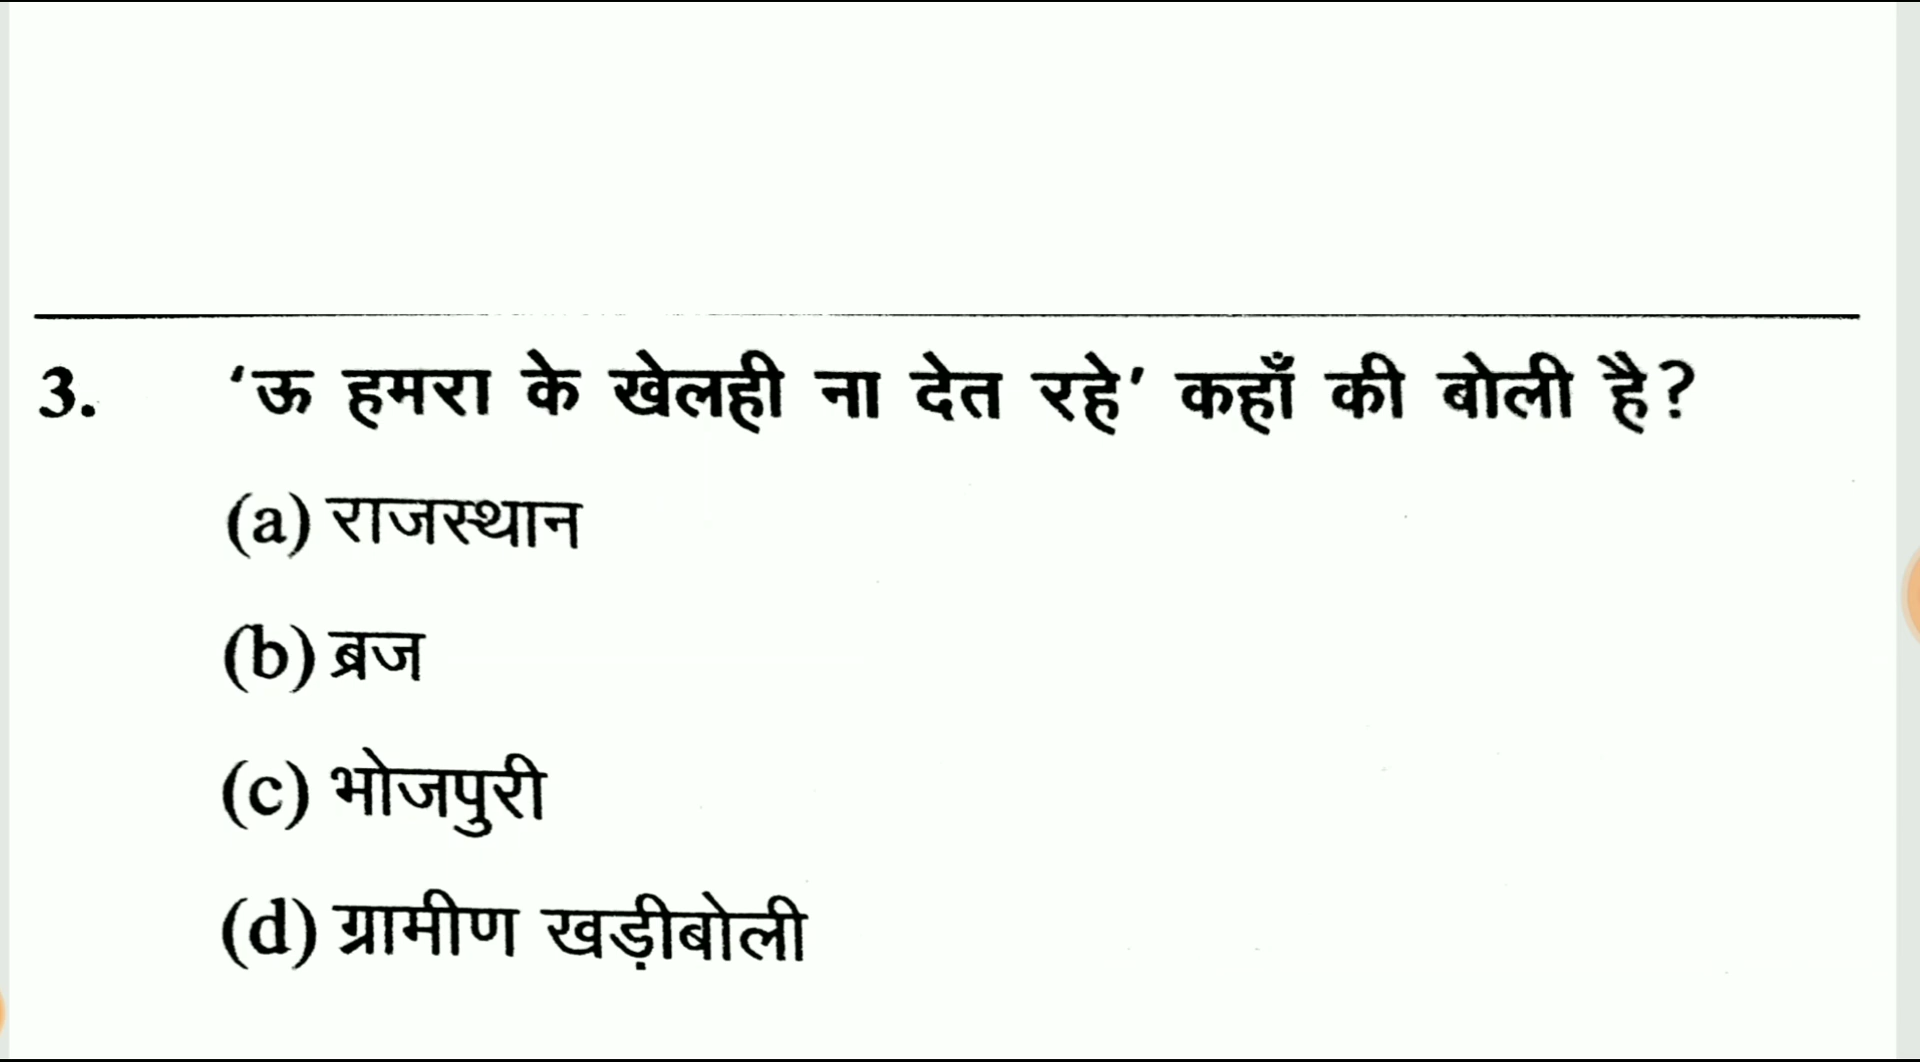 3. ‘ऊ हमरा के खेलही ना देत रहे’ कहाँ की बोली है?
(a) राजस्थान
(b) ब्रज
(c) भोजपुरी
(d) ग्रामीण खड़ीबोली